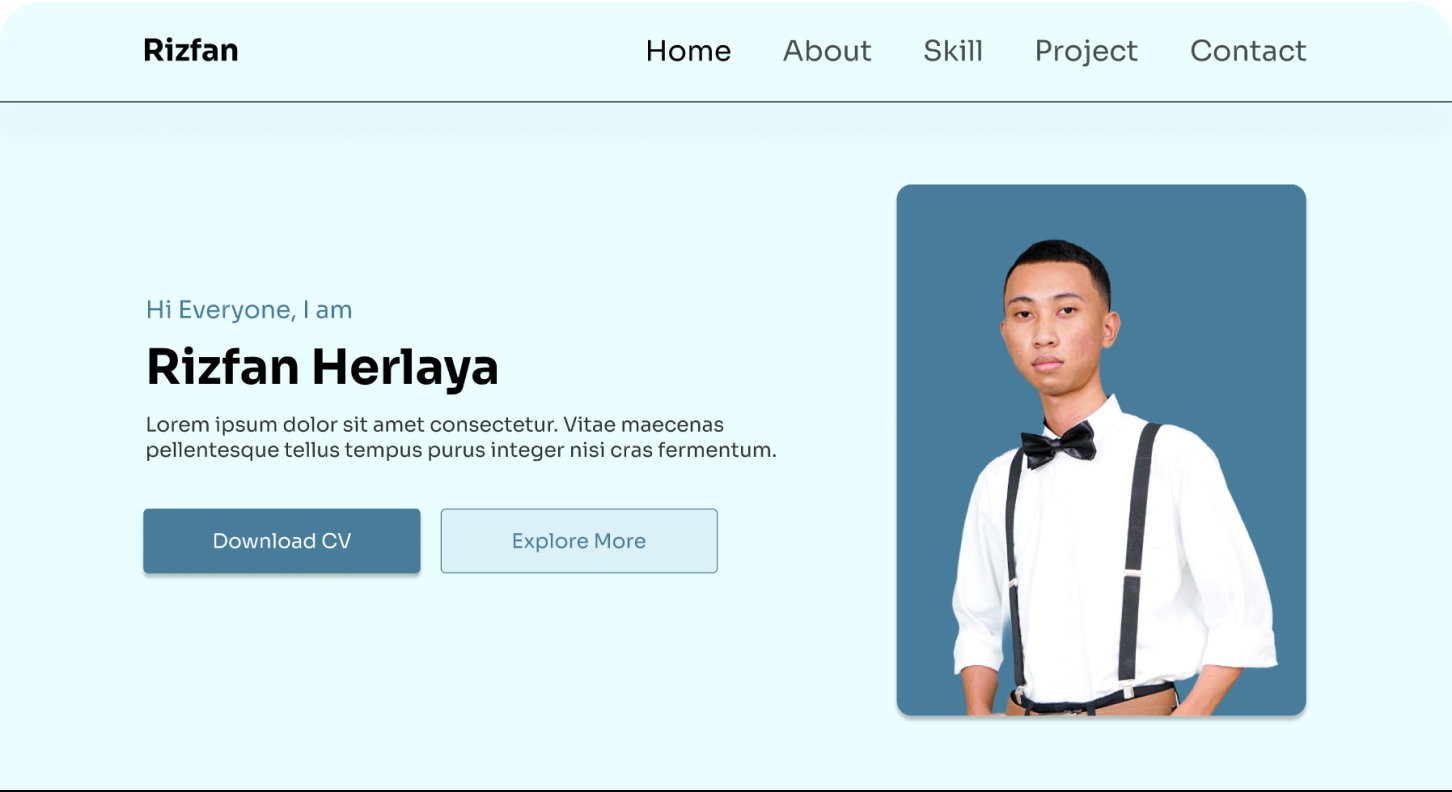 Rizfan
Home About Skill Project Contact
Hi Everyone, I am
Rizfan Herlaya
Lorem ipsum dolor sit amet consectetur. Vitae maecenas
pellentesque tellus tempus purus integer nisi cras fermentum.
Download CV
Explore More